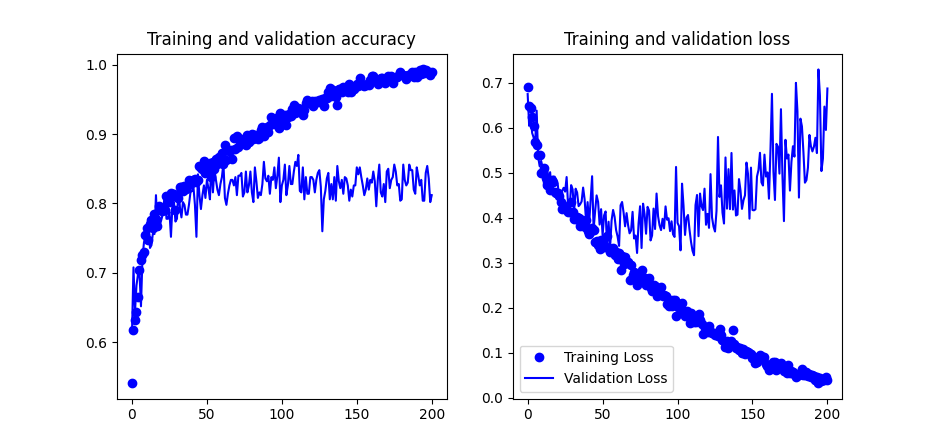 Training and validation accuracy
1.0
0.9
0.8
0.7
0.6
0 50 100 150 200
Training and validation loss
0.7
0.6
0.5
0.4
0.3
0.2
0.1
0.0
Training Loss
Validation Loss
0 50 100 150 200